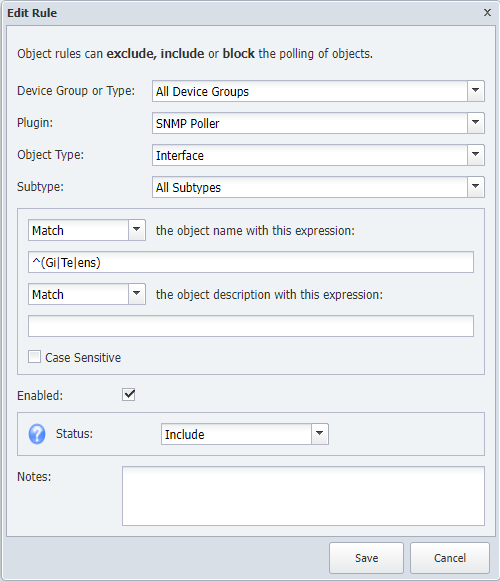 Edit Rule x
Object rules can exclude, include or block the polling of objects.
Device Group or Type: All Device Groups
Plugin: SNMP Poller
Object Type: Interface
Subtype: All Subtypes
Match the object name with this expression:
^(Gi|Te|ens)
Match the object description with this expression:
Case Sensitive
Enabled:
? Status: Include
Notes:
Save Cancel